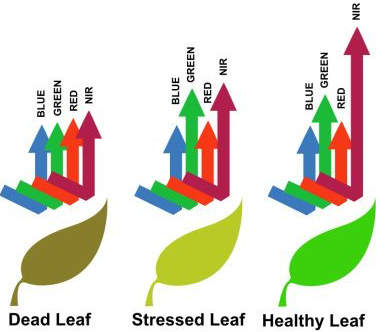 BLUE
GREEN
RED
NIR
BLUE
GREEN
RED
NIR
BLUE
GREEN
RED
NIR
Dead Leaf
Stressed Leaf
Healthy Leaf